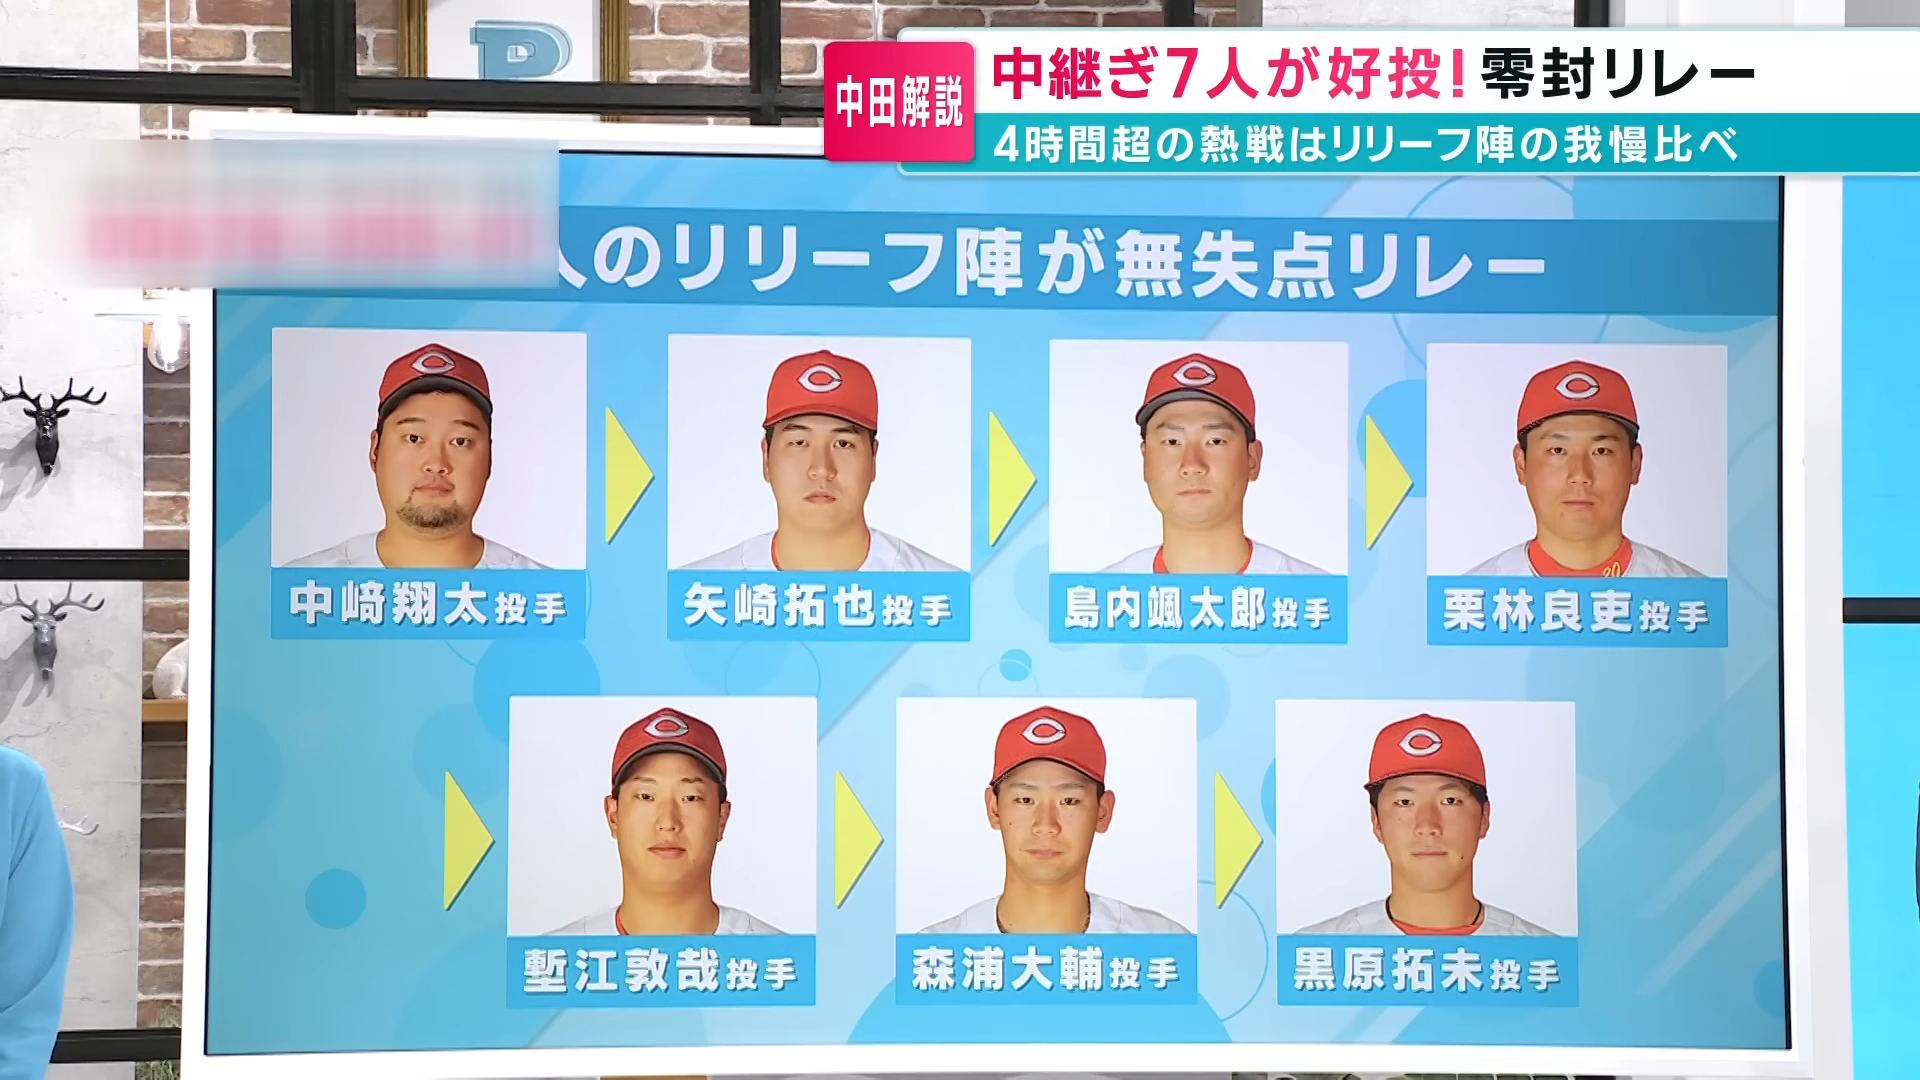 中田解説
中継ぎ7人が好投!零封リレー
4時間超の熱戦はリリーフ陣の我慢比べ
人のリリーフ陣が無失点リレー
中﨑翔太投手
矢崎拓也投手
島内颯太郎投手
栗林良吏投手
塹江敦哉投手
森浦大輔投手
黒原拓未投手